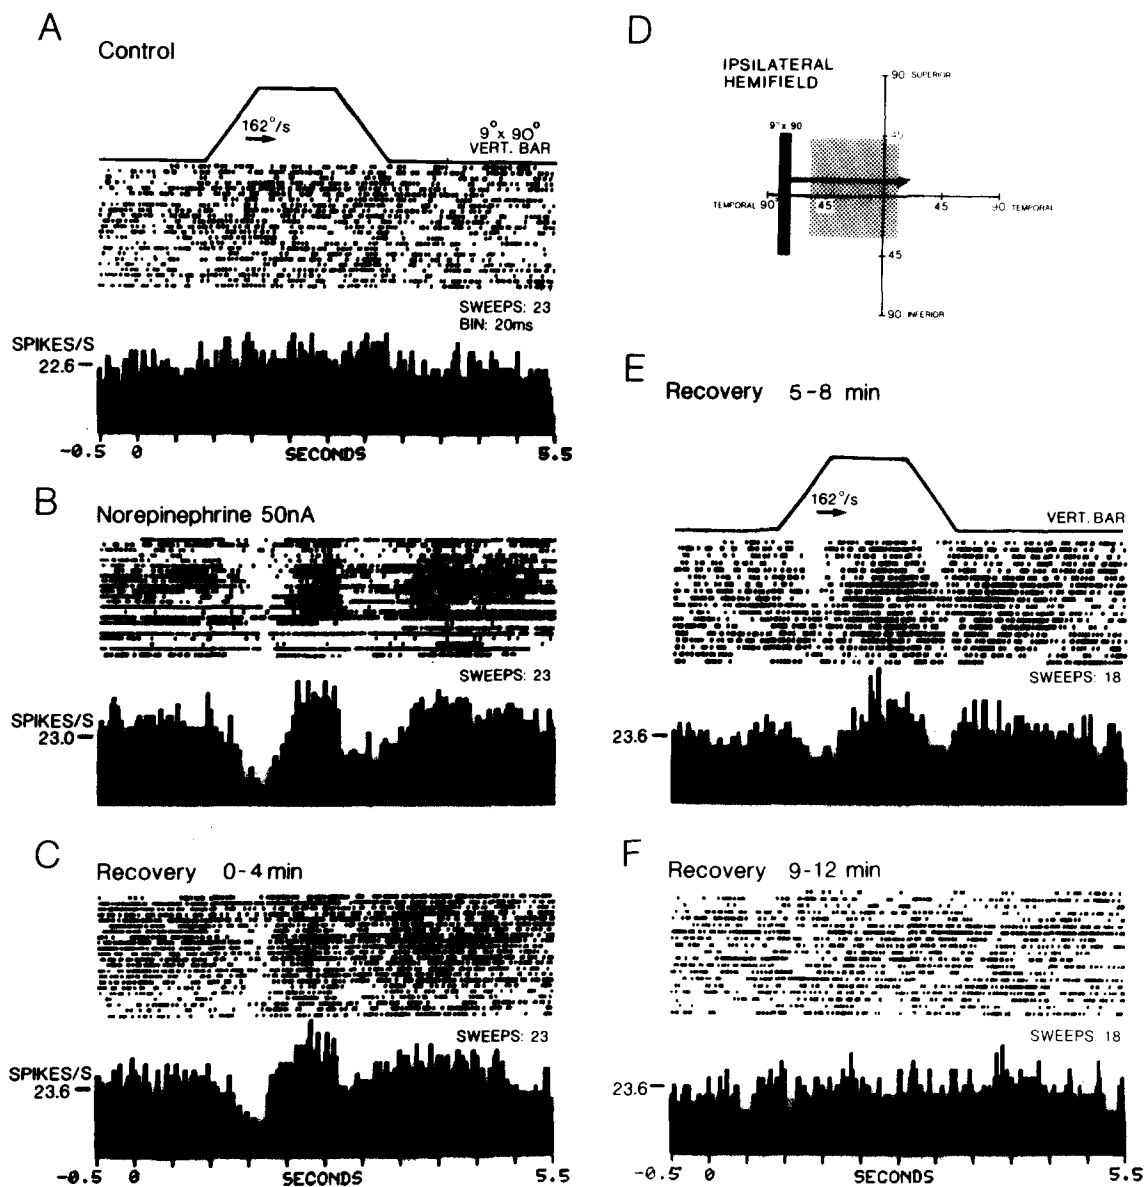 A
Control
162°/s
9° x 90°
VERT. BAR
SWEEPS: 23
BIN: 20ms
SPIKES/S
22.6
-0.5 0 SECONDS 5.5
B
Norepinephrine 50nA
SWEEPS: 23
SPIKES/S
23.0
C
Recovery 0-4 min
SWEEPS: 23
SPIKES/S
23.6
-0.5 0 SECONDS 5.5
D
IPSILATERAL
HEMIFIELD
90 SUPERIOR
9° x 90
45
TEMPORAL 90 45 45 90 TEMPORAL
45
90 INFERIOR
E
Recovery 5-8 min
162°/s
VERT. BAR
SWEEPS: 18
23.6
F
Recovery 9-12 min
SWEEPS: 18
23.6
-0.5 0 SECONDS 5.5